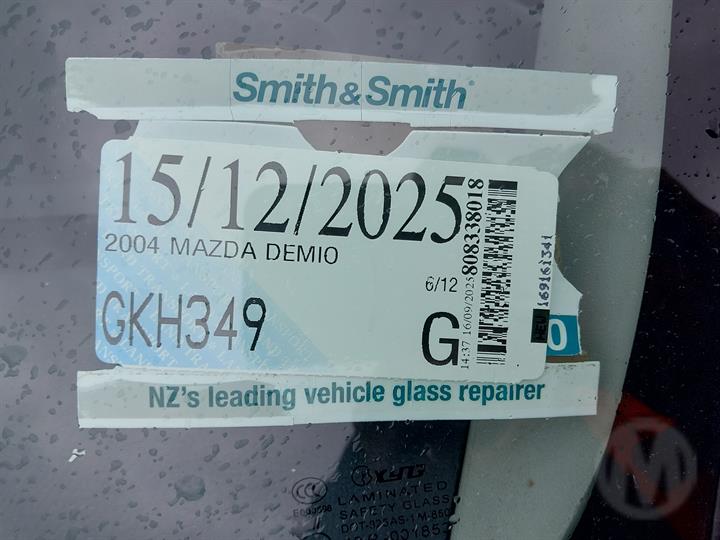 Smith&Smith®
15/12/2025
2004 MAZDA DEMIO
6/12
GKH349
G
14:37 16/09/2025 808338018
169161341
NZ's leading vehicle glass repairer
XYG
LAMINATED
SAFETY GLASS
M